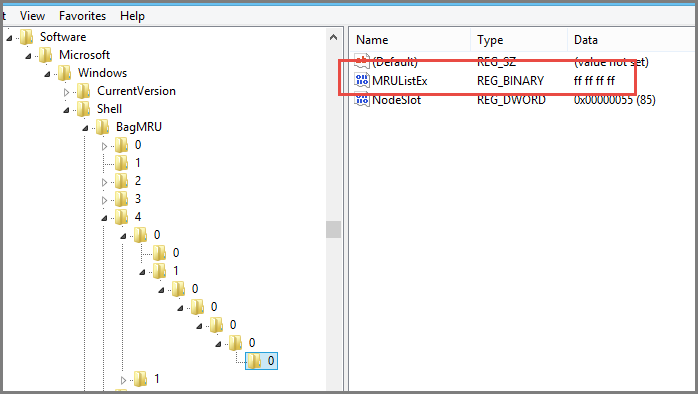 t View Favorites Help
Software
Microsoft
Windows
CurrentVersion
Shell
BagMRU
0
1
2
3
4
0
0
1
0
0
0
0
0
1
Name Type Data
(Default) REG_SZ (value not set)
MRUListEx REG_BINARY ff ff ff ff
NodeSlot REG_DWORD 0x00000055 (85)